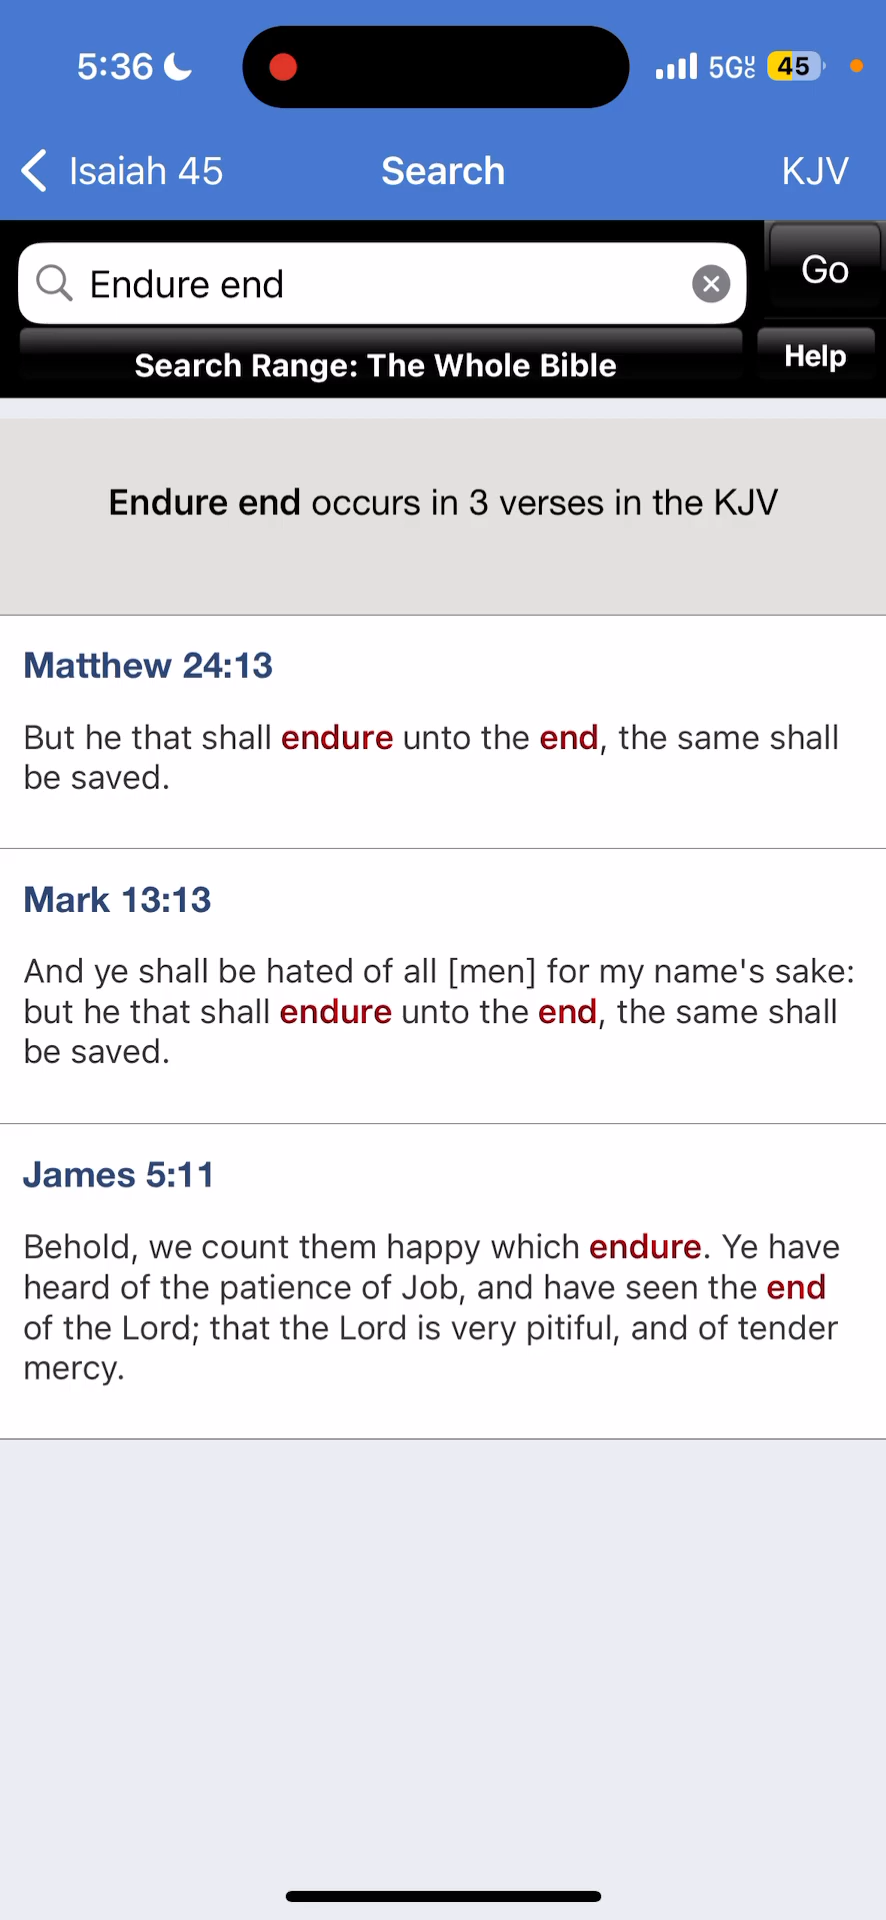 5:36
5G UC 45
Isaiah 45 Search KJV
Endure end
Go
Search Range: The Whole Bible
Help
Endure end occurs in 3 verses in the KJV
Matthew 24:13
But he that shall endure unto the end, the same shall
be saved.
Mark 13:13
And ye shall be hated of all [men] for my name's sake:
but he that shall endure unto the end, the same shall
be saved.
James 5:11
Behold, we count them happy which endure. Ye have
heard of the patience of Job, and have seen the end
of the Lord; that the Lord is very pitiful, and of tender
mercy.